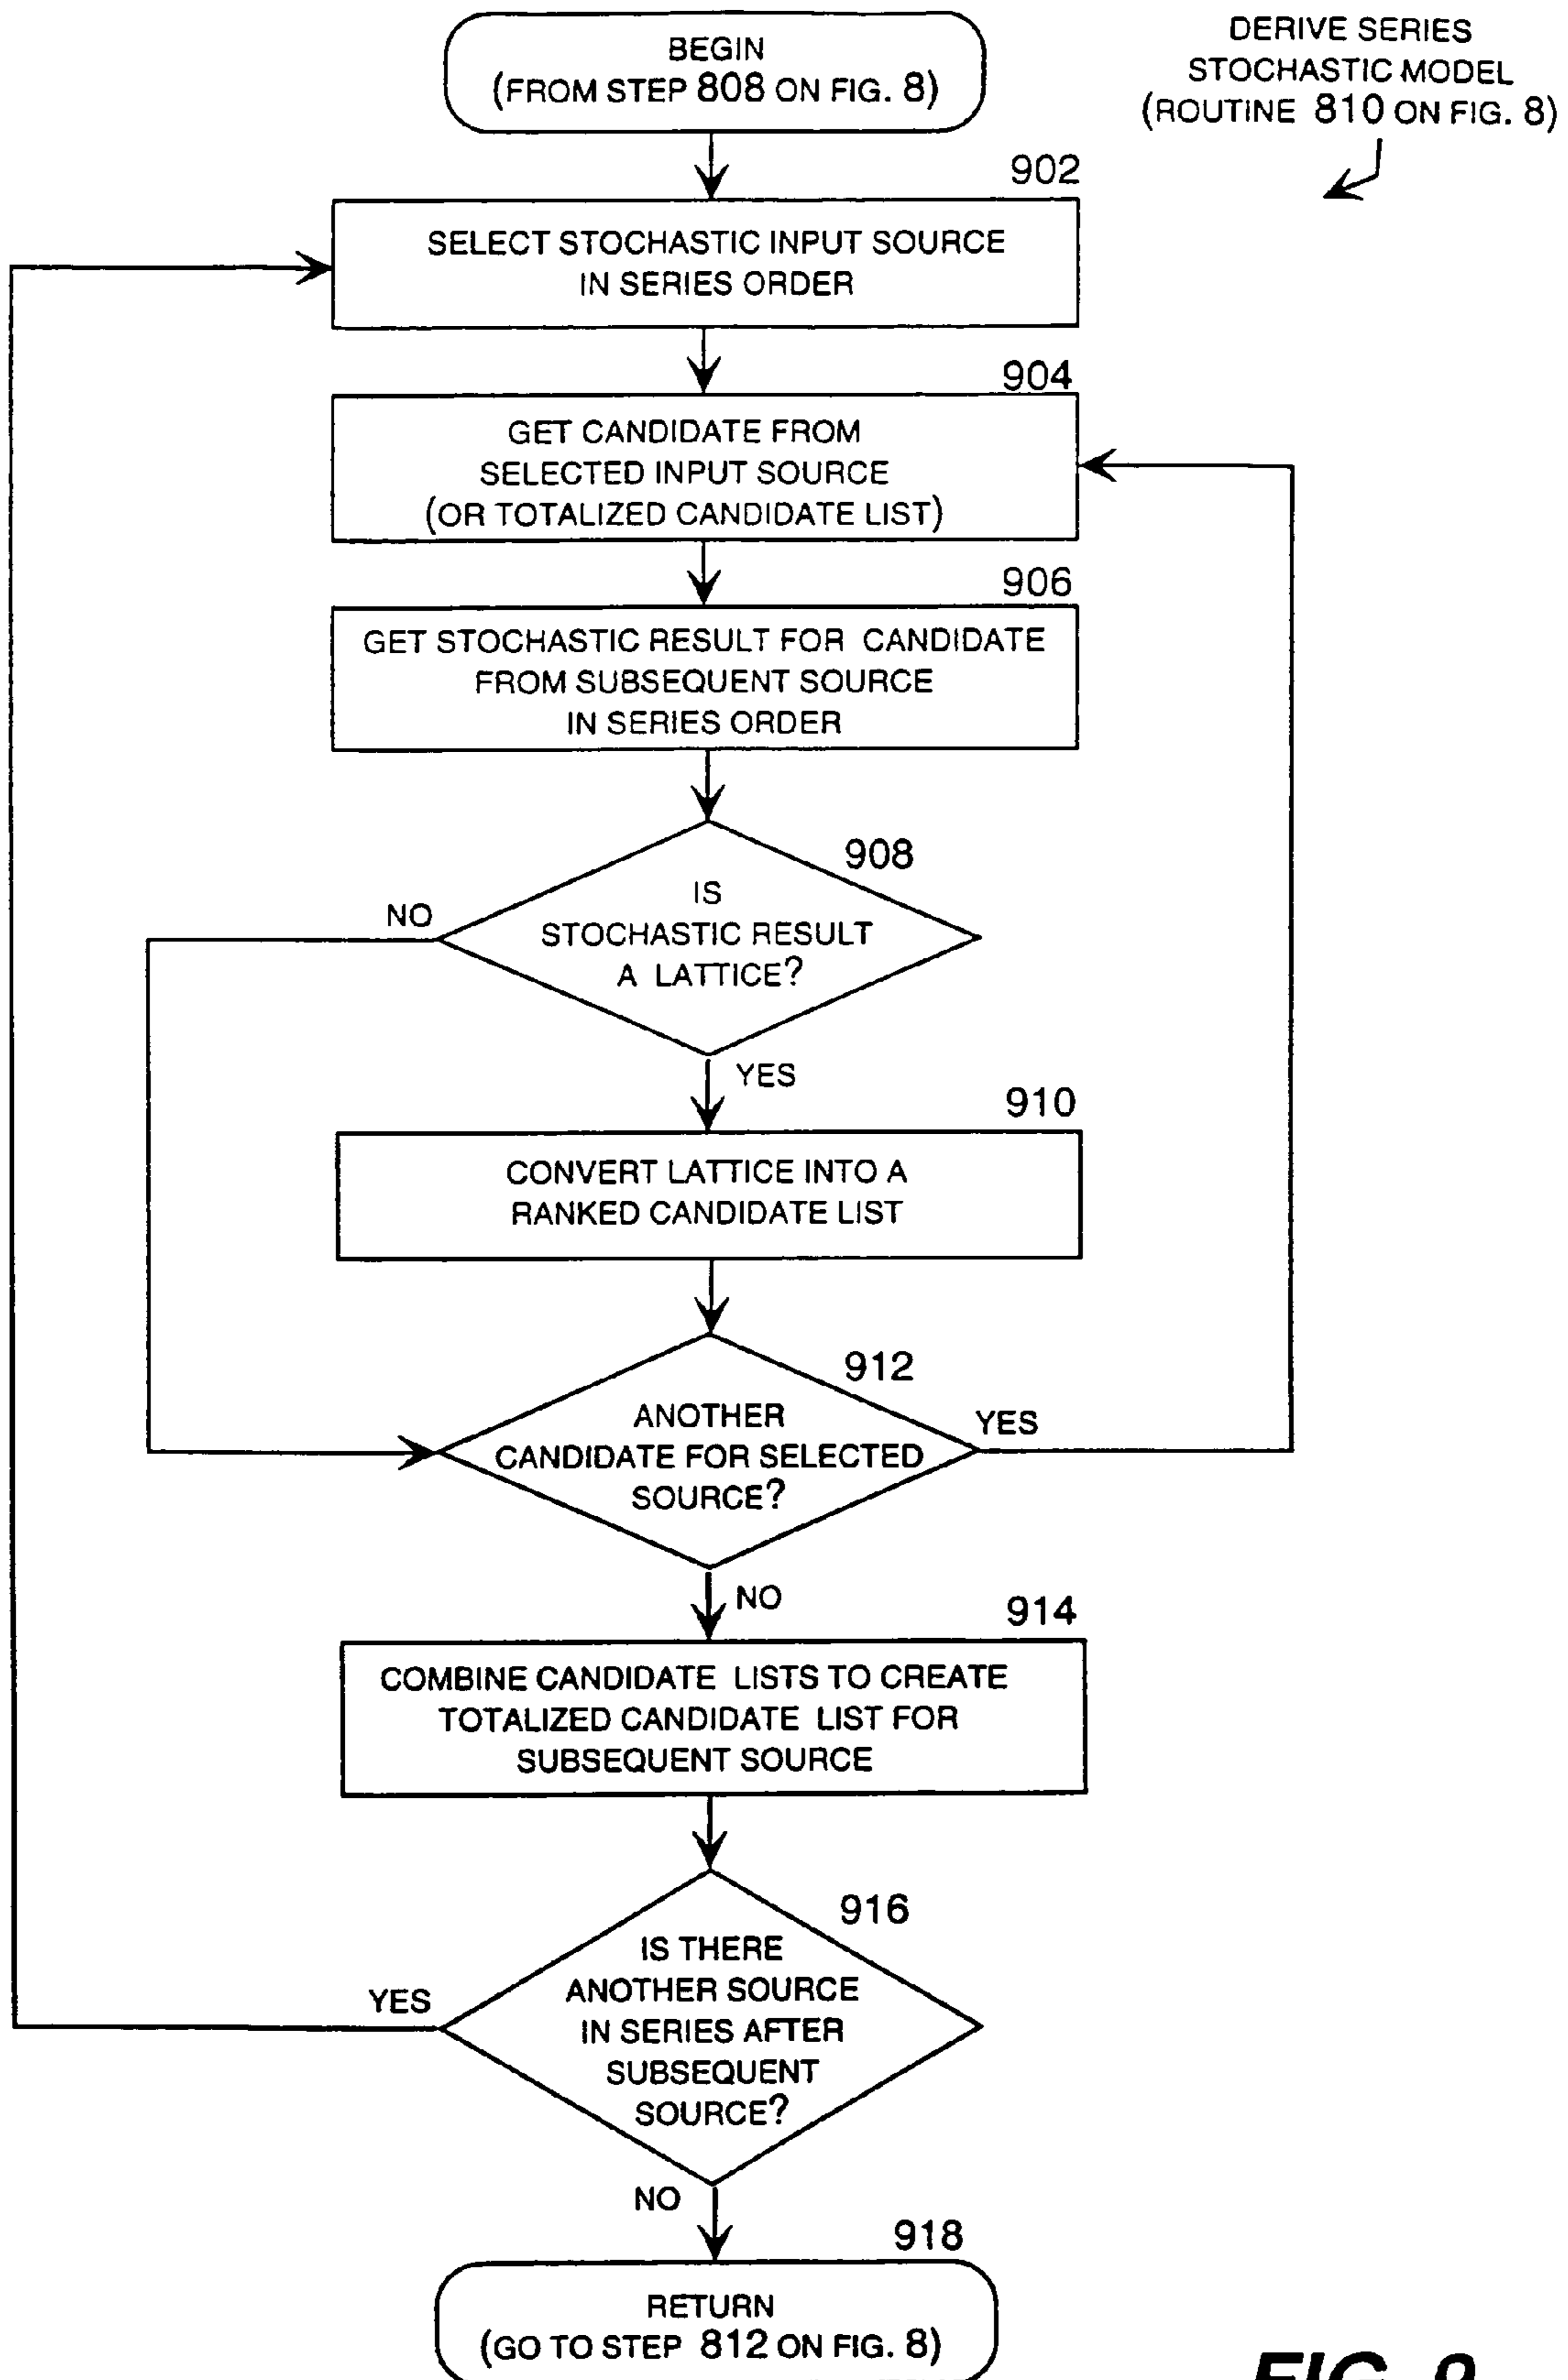 BEGIN
(FROM STEP 808 ON FIG. 8)
DERIVE SERIES
STOCHASTIC MODEL
(ROUTINE 810 ON FIG. 8)
902
SELECT STOCHASTIC INPUT SOURCE
IN SERIES ORDER
904
GET CANDIDATE FROM
SELECTED INPUT SOURCE
(OR TOTALIZED CANDIDATE LIST)
906
GET STOCHASTIC RESULT FOR CANDIDATE
FROM SUBSEQUENT SOURCE
IN SERIES ORDER
908
IS
STOCHASTIC RESULT
A LATTICE?
NO
YES
910
CONVERT LATTICE INTO A
RANKED CANDIDATE LIST
912
ANOTHER
CANDIDATE FOR SELECTED
SOURCE?
YES
NO
914
COMBINE CANDIDATE LISTS TO CREATE
TOTALIZED CANDIDATE LIST FOR
SUBSEQUENT SOURCE
916
IS THERE
ANOTHER SOURCE
IN SERIES AFTER
SUBSEQUENT
SOURCE?
YES
NO
918
RETURN
(GO TO STEP 812 ON FIG. 8)
FIG. 9